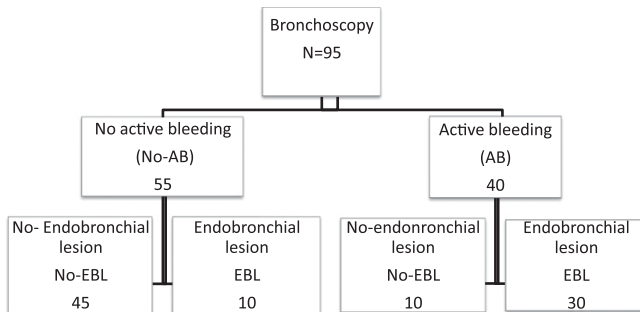 Bronchoscopy
N=95
No active bleeding
(No-AB)
55
Active bleeding
(AB)
40
No- Endobronchial
lesion
No-EBL
45
Endobronchial
lesion
EBL
10
No-endonronchial
lesion
No-EBL
10
Endobronchial
lesion
EBL
30